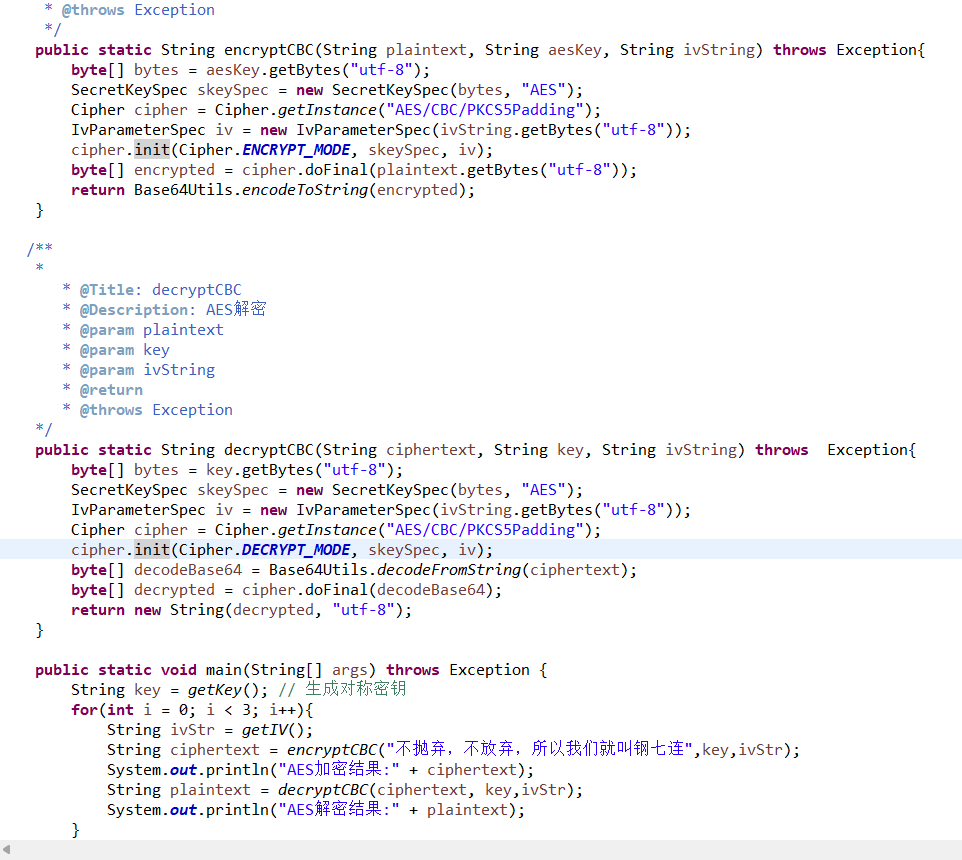 * @throws Exception
*/
public static String encryptCBC(String plaintext, String aesKey, String ivString) throws Exception{
byte[] bytes = aesKey.getBytes("utf-8");
SecretKeySpec skeySpec = new SecretKeySpec(bytes, "AES");
Cipher cipher = Cipher.getInstance("AES/CBC/PKCS5Padding");
IvParameterSpec iv = new IvParameterSpec(ivString.getBytes("utf-8"));
cipher.init(Cipher.ENCRYPT_MODE, skeySpec, iv);
byte[] encrypted = cipher.doFinal(plaintext.getBytes("utf-8"));
return Base64Utils.encodeToString(encrypted);
}
/**
*
* @Title: decryptCBC
* @Description: AES解密
* @param plaintext
* @param key
* @param ivString
* @return
* @throws Exception
*/
public static String decryptCBC(String ciphertext, String key, String ivString) throws  Exception{
byte[] bytes = key.getBytes("utf-8");
SecretKeySpec skeySpec = new SecretKeySpec(bytes, "AES");
IvParameterSpec iv = new IvParameterSpec(ivString.getBytes("utf-8"));
Cipher cipher = Cipher.getInstance("AES/CBC/PKCS5Padding");
cipher.init(Cipher.DECRYPT_MODE, skeySpec, iv);
byte[] decodeBase64 = Base64Utils.decodeFromString(ciphertext);
byte[] decrypted = cipher.doFinal(decodeBase64);
return new String(decrypted, "utf-8");
}
public static void main(String[] args) throws Exception {
String key = getKey(); // 生成对称密钥
for(int i = 0; i < 3; i++){
String ivStr = getIV();
String ciphertext = encryptCBC("不抛弃，不放弃，所以我们就叫钢七连",key,ivStr);
System.out.println("AES加密结果:" + ciphertext);
String plaintext = decryptCBC(ciphertext, key,ivStr);
System.out.println("AES解密结果:" + plaintext);
}